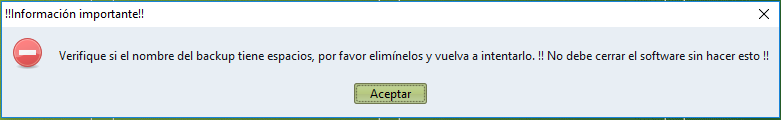 !!Información importante!!
Verifique si el nombre del backup tiene espacios, por favor elimínelos y vuelva a intentarlo. !! No debe cerrar el software sin hacer esto !!
Aceptar